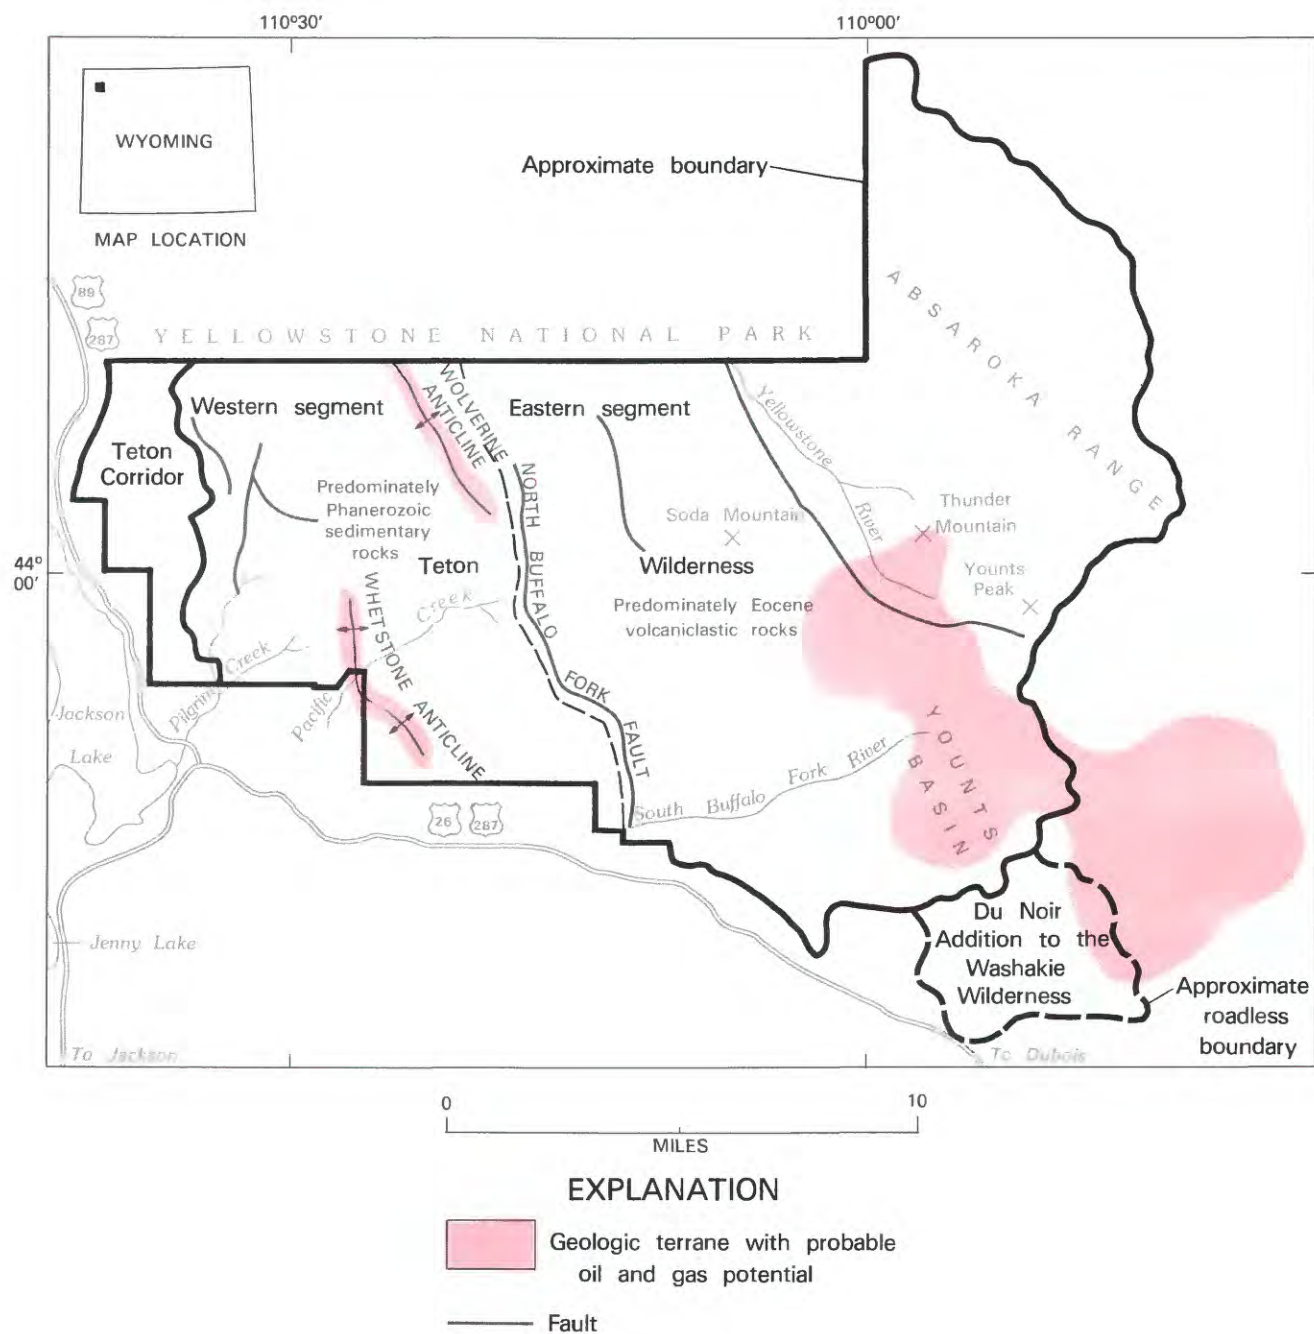 110°30'
110°00'
WYOMING
MAP LOCATION
Approximate boundary
89
287
YELLOWSTONE NATIONAL PARK
ABSAROKA RANGE
Western segment
Eastern segment
WOLVERINE
ANTICLINE
Teton
Corridor
Yellowstone
River
Predominately
Phanerozoic
sedimentary
rocks
NORTH BUFFALO
FORK
FAULT
Soda Mountain
Thunder
Mountain
44°
00'
Teton
Wilderness
Younts
Peak
Predominately Eocene
volcaniclastic rocks
WHETSTONE ANTICLINE
Creek
Pacific
Creek
Pilgrim
Jackson
Lake
YOUNTS
BASIN
South Buffalo Fork River
26
287
Jenny Lake
Du Noir
Addition to the
Washakie
Wilderness
Approximate
roadless
boundary
To Jackson
To Dubois
0
10
MILES
EXPLANATION
Geologic terrane with probable
oil and gas potential
Fault